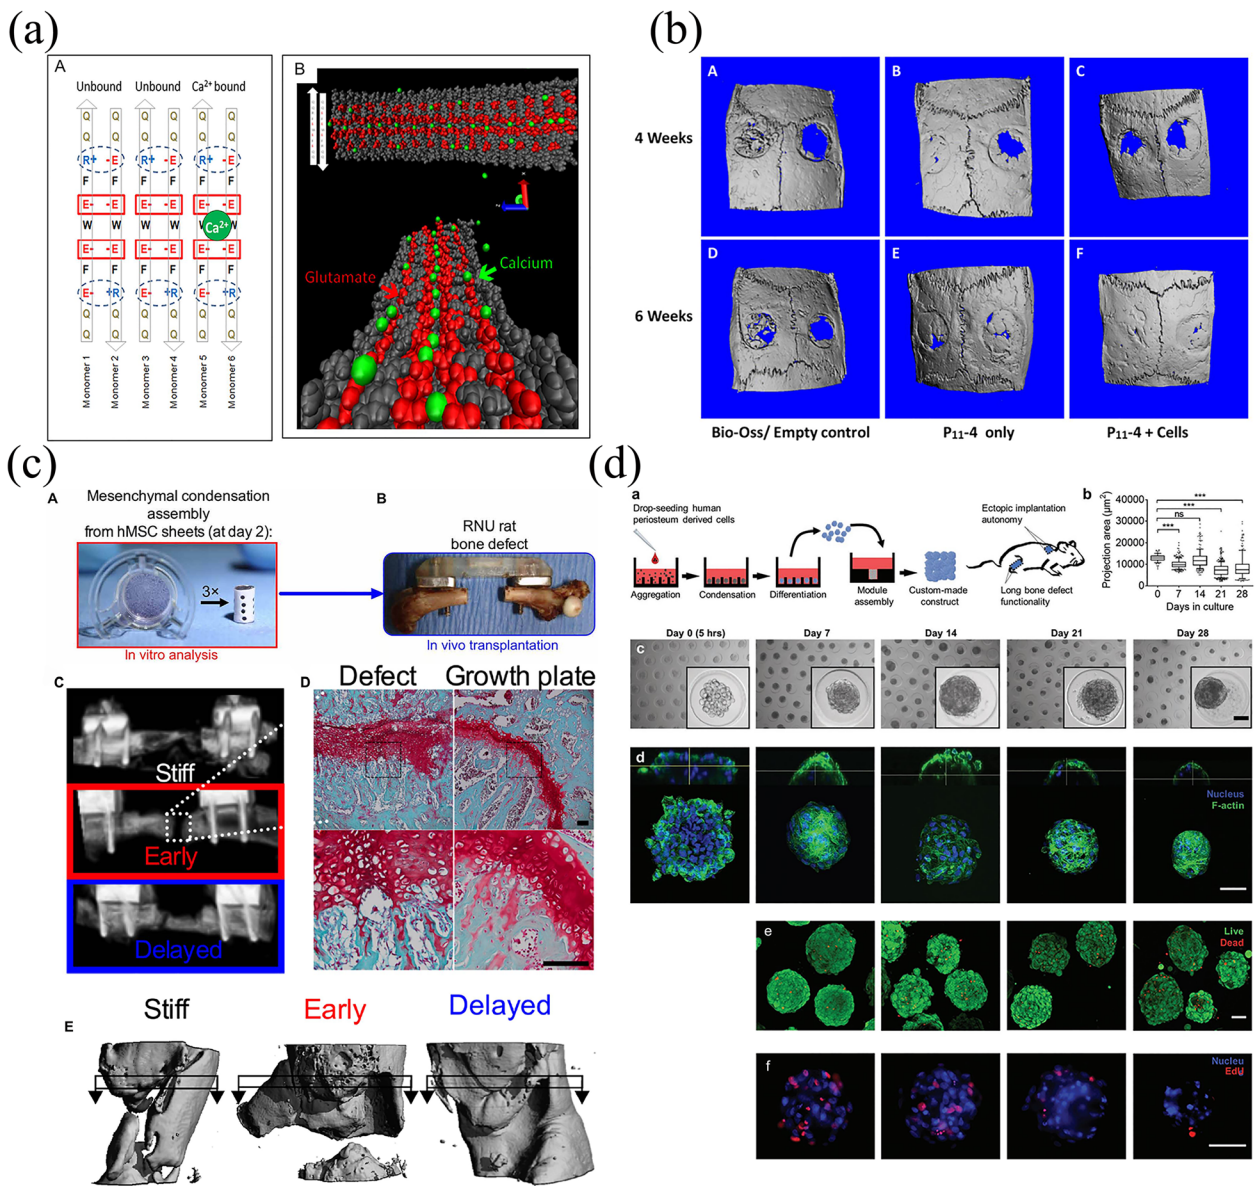 (a)
A
Unbound Unbound Ca²⁺ bound
Q Q Q Q Q Q
Q Q Q Q Q Q
R+ -E R+ -E R+ -E
F F F F F F
E- -E E- -E E- -E
W W W W W Ca²⁺ W
E- -E E- -E E- -E
F F F F F F
E- +R E- +R E- +R
Q Q Q Q Q Q
Q Q Q Q Q Q
Monomer 1
Monomer 2
Monomer 3
Monomer 4
Monomer 5
Monomer 6
B
Glutamate
Calcium
(b)
A B C
4 Weeks
D E F
6 Weeks
Bio-Oss/ Empty control
P₁₁-4 only
P₁₁-4 + Cells
(c)
A
Mesenchymal condensation
assembly
from hMSC sheets (at day 2):
3×
In vitro analysis
B
RNU rat
bone defect
In vivo transplantation
C
Stiff
Early
Delayed
D
Defect Growth plate
E
Stiff Early Delayed
(d)
a
Drop-seeding human
periosteum derived cells
Aggregation
Condensation
Differentiation
Module
assembly
Custom-made
construct
Ectopic implantation
autonomy
Long bone defect
functionality
b
Projection area (µm²)
40000
30000
20000
10000
0
***
***
ns
***
0 7 14 21 28
Days in culture
Day 0 (5 hrs) Day 7 Day 14 Day 21 Day 28
c
d
Nucleus
F-actin
e
Live
Dead
f
Nucleu
EdU